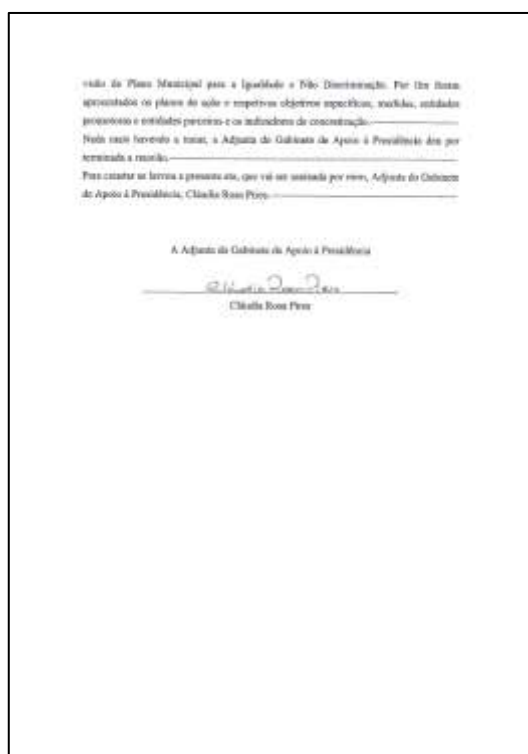 visão do Plano Municipal para a Igualdade e Não Discriminação. Por fim foram
apresentados os planos de ação e respetivos objetivos específicos, medidas, entidades
promotoras e entidades parceiras e os indicadores de concretização.
Nada mais havendo a tratar, a Adjunta do Gabinete de Apoio à Presidência deu por
terminada a reunião.
Para constar se lavrou a presente ata, que vai ser assinada por mim, Adjunta do Gabinete
de Apoio à Presidência, Cláudia Rosa Pires.
A Adjunta do Gabinete de Apoio à Presidência
Cláudia Rosa Pires
Cláudia Rosa Pires